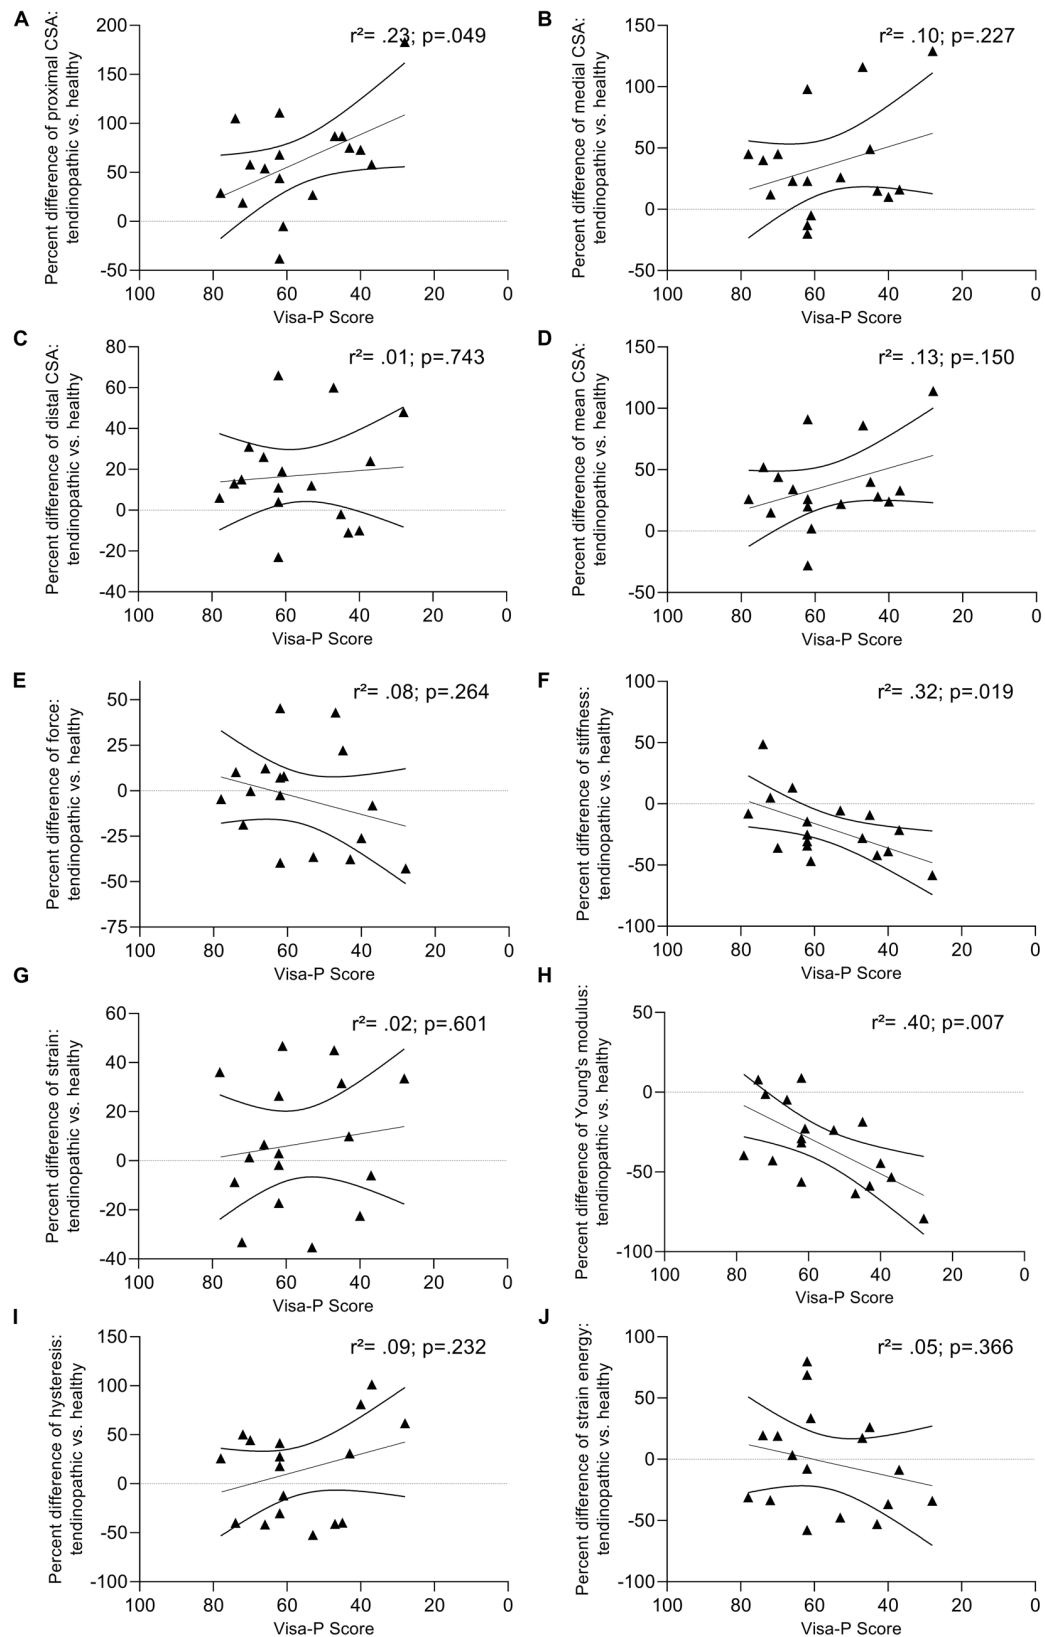 A
Percent difference of proximal CSA:
tendinopathic vs. healthy
r²= .23; p=.049
200
150
100
50
0
-50
100 80 60 40 20 0
Visa-P Score
B
Percent difference of medial CSA:
tendinopathic vs. healthy
r²= .10; p=.227
150
100
50
0
-50
100 80 60 40 20 0
Visa-P Score
C
Percent difference of distal CSA:
tendinopathic vs. healthy
r²= .01; p=.743
80
60
40
20
0
-20
-40
100 80 60 40 20 0
Visa-P Score
D
Percent difference of mean CSA:
tendinopathic vs. healthy
r²= .13; p=.150
150
100
50
0
-50
100 80 60 40 20 0
Visa-P Score
E
Percent difference of force:
tendinopathic vs. healthy
r²= .08; p=.264
50
25
0
-25
-50
-75
100 80 60 40 20 0
Visa-P Score
F
Percent difference of stiffness:
tendinopathic vs. healthy
r²= .32; p=.019
100
50
0
-50
-100
100 80 60 40 20 0
Visa-P Score
G
Percent difference of strain:
tendinopathic vs. healthy
r²= .02; p=.601
60
40
20
0
-20
-40
100 80 60 40 20 0
Visa-P Score
H
Percent difference of Young's modulus:
tendinopathic vs. healthy
r²= .40; p=.007
50
0
-50
-100
100 80 60 40 20 0
Visa-P Score
I
Percent difference of hysteresis:
tendinopathic vs. healthy
r²= .09; p=.232
150
100
50
0
-50
-100
100 80 60 40 20 0
Visa-P Score
J
Percent difference of strain energy:
tendinopathic vs. healthy
r²= .05; p=.366
100
50
0
-50
-100
100 80 60 40 20 0
Visa-P Score